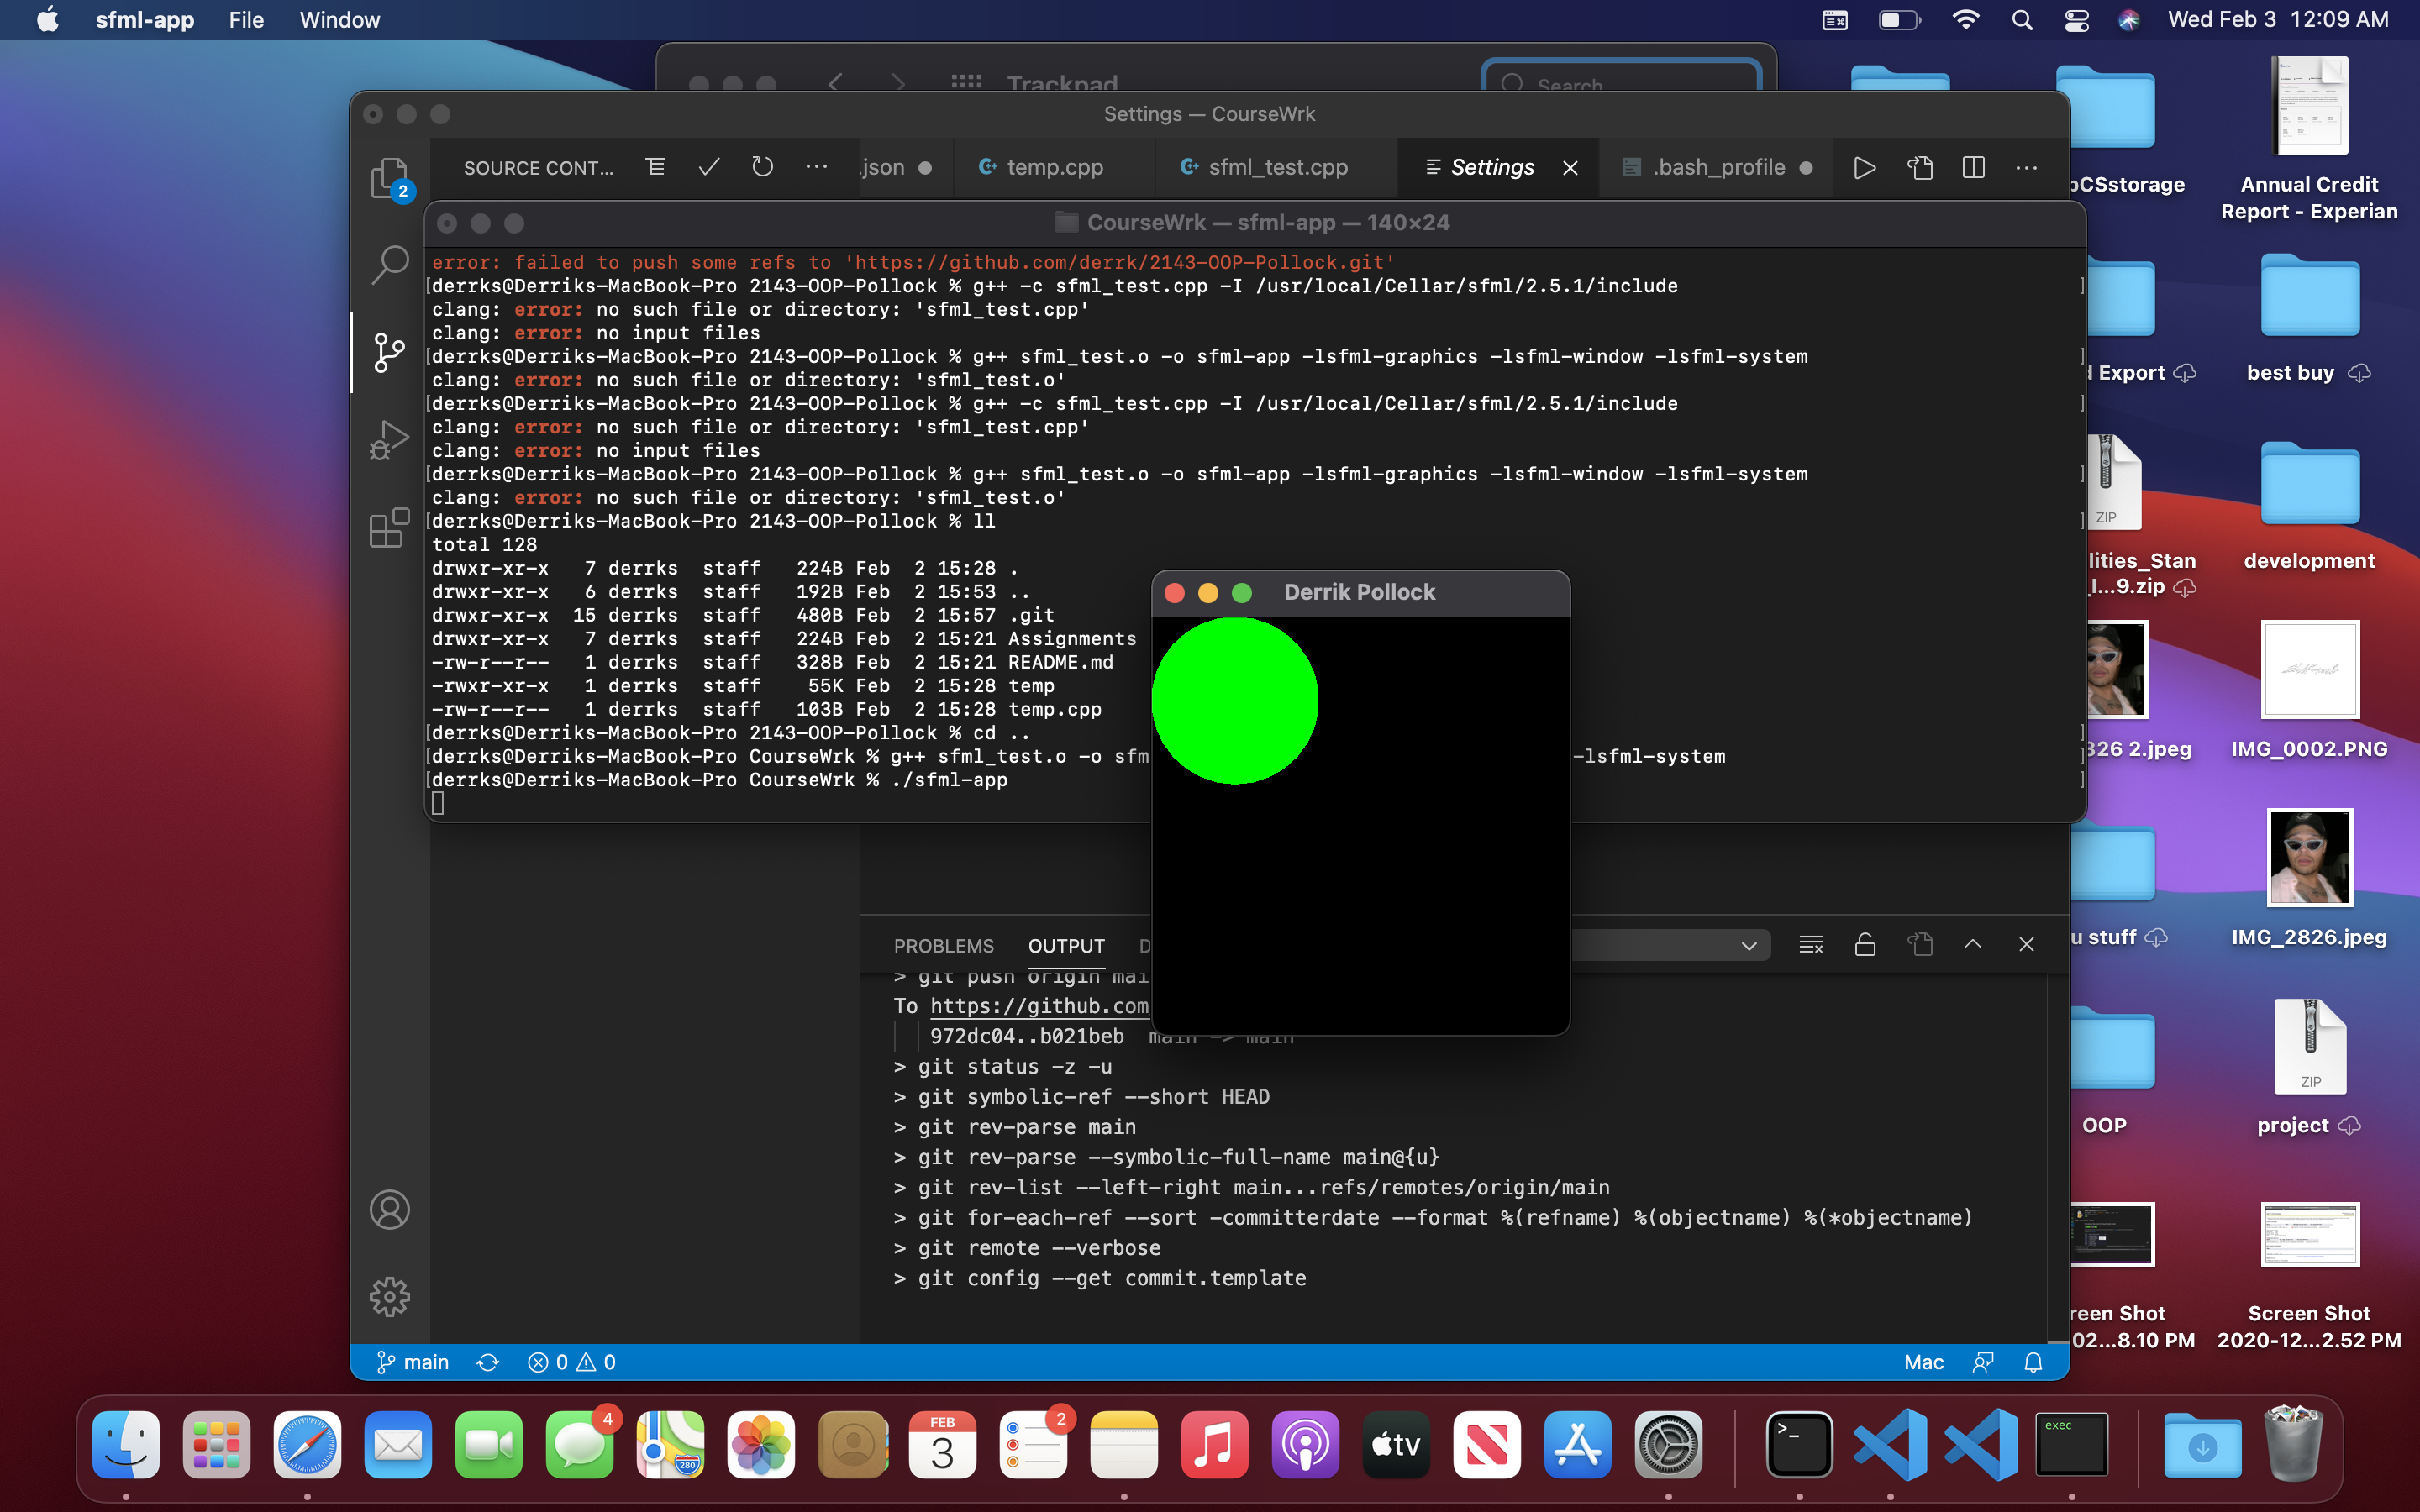 sfml-app File Window
Wed Feb 3 12:09 AM
Trackpad
Search
Settings — CourseWrk
2
SOURCE CONT...
.json
temp.cpp
sfml_test.cpp
Settings
.bash_profile
CourseWrk — sfml-app — 140×24
error: failed to push some refs to 'https://github.com/derrk/2143-OOP-Pollock.git'
[derrks@Derriks-MacBook-Pro 2143-OOP-Pollock % g++ -c sfml_test.cpp -I /usr/local/Cellar/sfml/2.5.1/include ]
clang: error: no such file or directory: 'sfml_test.cpp'
clang: error: no input files
[derrks@Derriks-MacBook-Pro 2143-OOP-Pollock % g++ sfml_test.o -o sfml-app -lsfml-graphics -lsfml-window -lsfml-system ]
clang: error: no such file or directory: 'sfml_test.o'
[derrks@Derriks-MacBook-Pro 2143-OOP-Pollock % g++ -c sfml_test.cpp -I /usr/local/Cellar/sfml/2.5.1/include ]
clang: error: no such file or directory: 'sfml_test.cpp'
clang: error: no input files
[derrks@Derriks-MacBook-Pro 2143-OOP-Pollock % g++ sfml_test.o -o sfml-app -lsfml-graphics -lsfml-window -lsfml-system ]
clang: error: no such file or directory: 'sfml_test.o'
[derrks@Derriks-MacBook-Pro 2143-OOP-Pollock % ll ]
total 128
drwxr-xr-x 7 derrks staff 224B Feb 2 15:28 .
drwxr-xr-x 6 derrks staff 192B Feb 2 15:53 ..
drwxr-xr-x 15 derrks staff 480B Feb 2 15:57 .git
drwxr-xr-x 7 derrks staff 224B Feb 2 15:21 Assignments
-rw-r--r-- 1 derrks staff 328B Feb 2 15:21 README.md
-rwxr-xr-x 1 derrks staff 55K Feb 2 15:28 temp
-rw-r--r-- 1 derrks staff 103B Feb 2 15:28 temp.cpp
[derrks@Derriks-MacBook-Pro 2143-OOP-Pollock % cd .. ]
[derrks@Derriks-MacBook-Pro CourseWrk % g++ sfml_test.o -o sfm -lsfml-system ]
[derrks@Derriks-MacBook-Pro CourseWrk % ./sfml-app ]
Derrik Pollock
PROBLEMS OUTPUT D
> git push origin mai
To https://github.com
972dc04..b021beb main -> main
> git status -z -u
> git symbolic-ref --short HEAD
> git rev-parse main
> git rev-parse --symbolic-full-name main@{u}
> git rev-list --left-right main...refs/remotes/origin/main
> git for-each-ref --sort -committerdate --format %(refname) %(objectname) %(*objectname)
> git remote --verbose
> git config --get commit.template
main 0 0
Mac
CSstorage
Annual Credit
Report - Experian
Export
best buy
ZIP
lities_Stan
_l...9.zip
development
326 2.jpeg
IMG_0002.PNG
u stuff
IMG_2826.jpeg
ZIP
OOP
project
reen Shot
02...8.10 PM
Screen Shot
2020-12...2.52 PM
4
280
FEB
3
2
tv
>_
exec